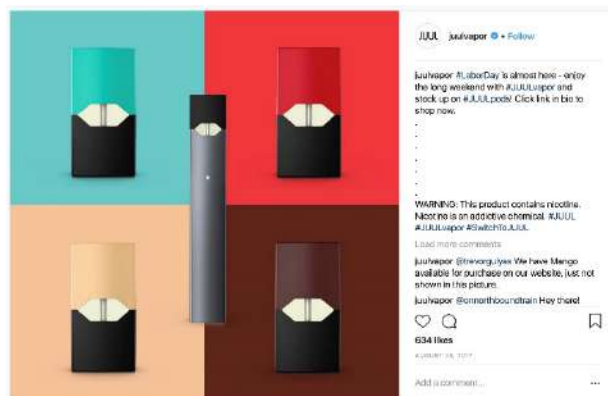 JUUL juulvapor • Follow
juulvapor #LaborDay is almost here - enjoy
the long weekend with #JUULvapor and
stock up on #JUULpods! Click link in bio to
shop now.
.
.
.
.
.
.
WARNING: This product contains nicotine.
Nicotine is an addictive chemical. #JUUL
#JUULvapor #SwitchToJUUL
Load more comments
juulvapor We have Mango
available for purchase on our website, just not
shown in this picture.
juulvapor @onnorthboundtrain Hey there!
634 likes
Add a comment...